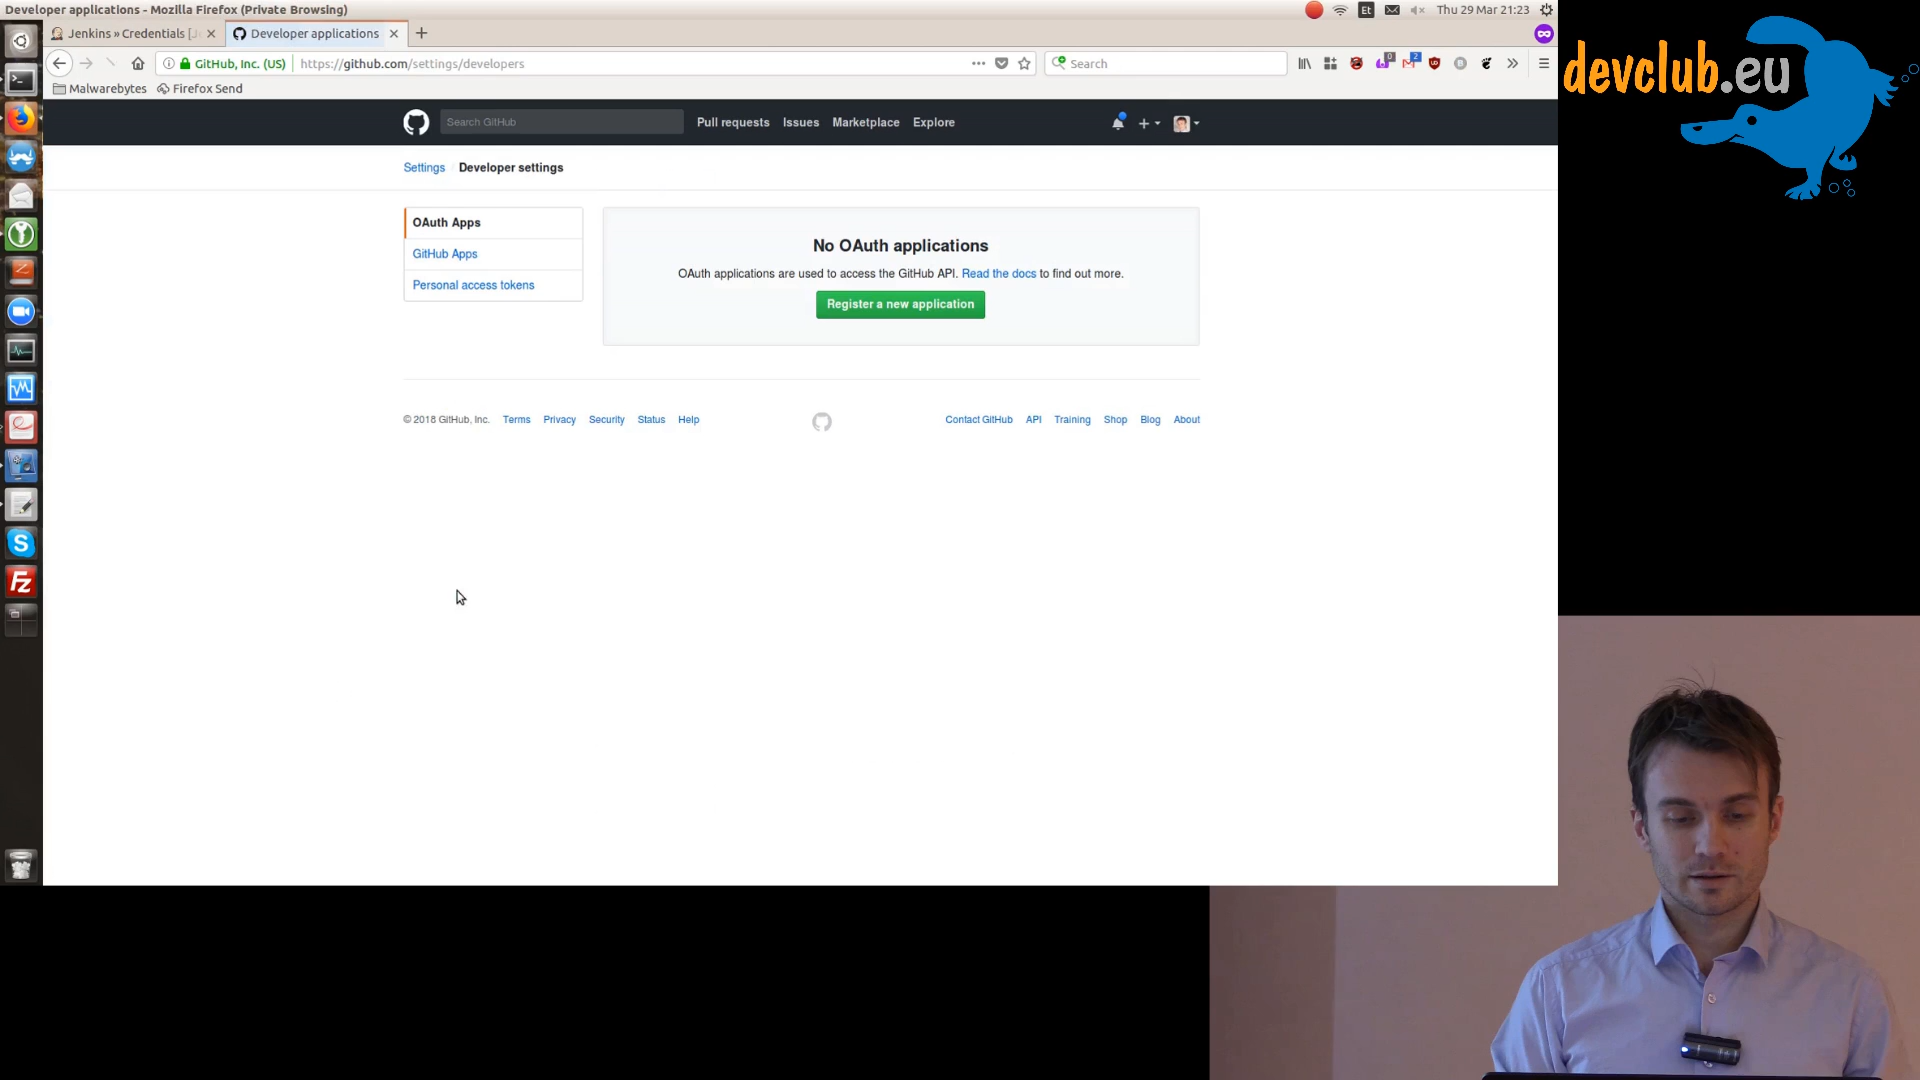 Developer applications - Mozilla Firefox (Private Browsing)
Et
Thu 29 Mar 21:23
Jenkins » Credentials [J
Developer applications
GitHub, Inc. (US)
https://github.com/settings/developers
Search
0
2
Malwarebytes
Firefox Send
devclub.eu
Search GitHub
Pull requests
Issues
Marketplace
Explore
Settings
Developer settings
OAuth Apps
GitHub Apps
Personal access tokens
No OAuth applications
OAuth applications are used to access the GitHub API. Read the docs to find out more.
Register a new application
© 2018 GitHub, Inc.
Terms
Privacy
Security
Status
Help
Contact GitHub
API
Training
Shop
Blog
About